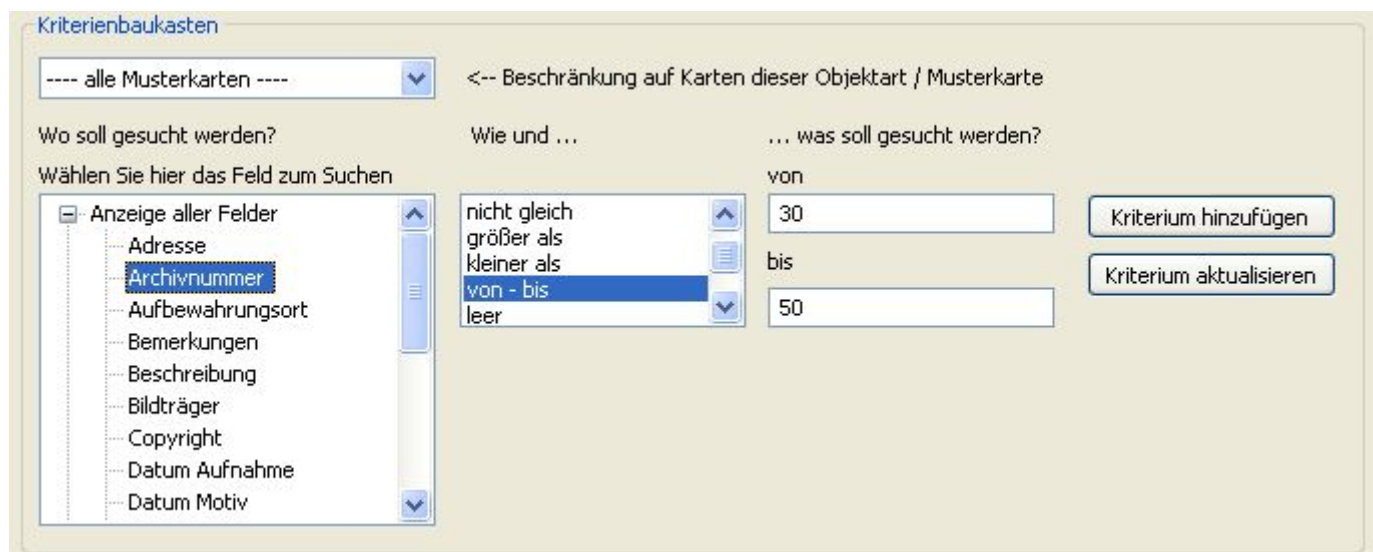 Kriterienbaukasten
---- alle Musterkarten ----
<-- Beschränkung auf Karten dieser Objektart / Musterkarte
Wo soll gesucht werden?
Wie und ...
... was soll gesucht werden?
Wählen Sie hier das Feld zum Suchen
Anzeige aller Felder
Adresse
Archivnummer
Aufbewahrungsort
Bemerkungen
Beschreibung
Bildträger
Copyright
Datum Aufnahme
Datum Motiv
nicht gleich
größer als
kleiner als
von - bis
leer
von
30
bis
50
Kriterium hinzufügen
Kriterium aktualisieren